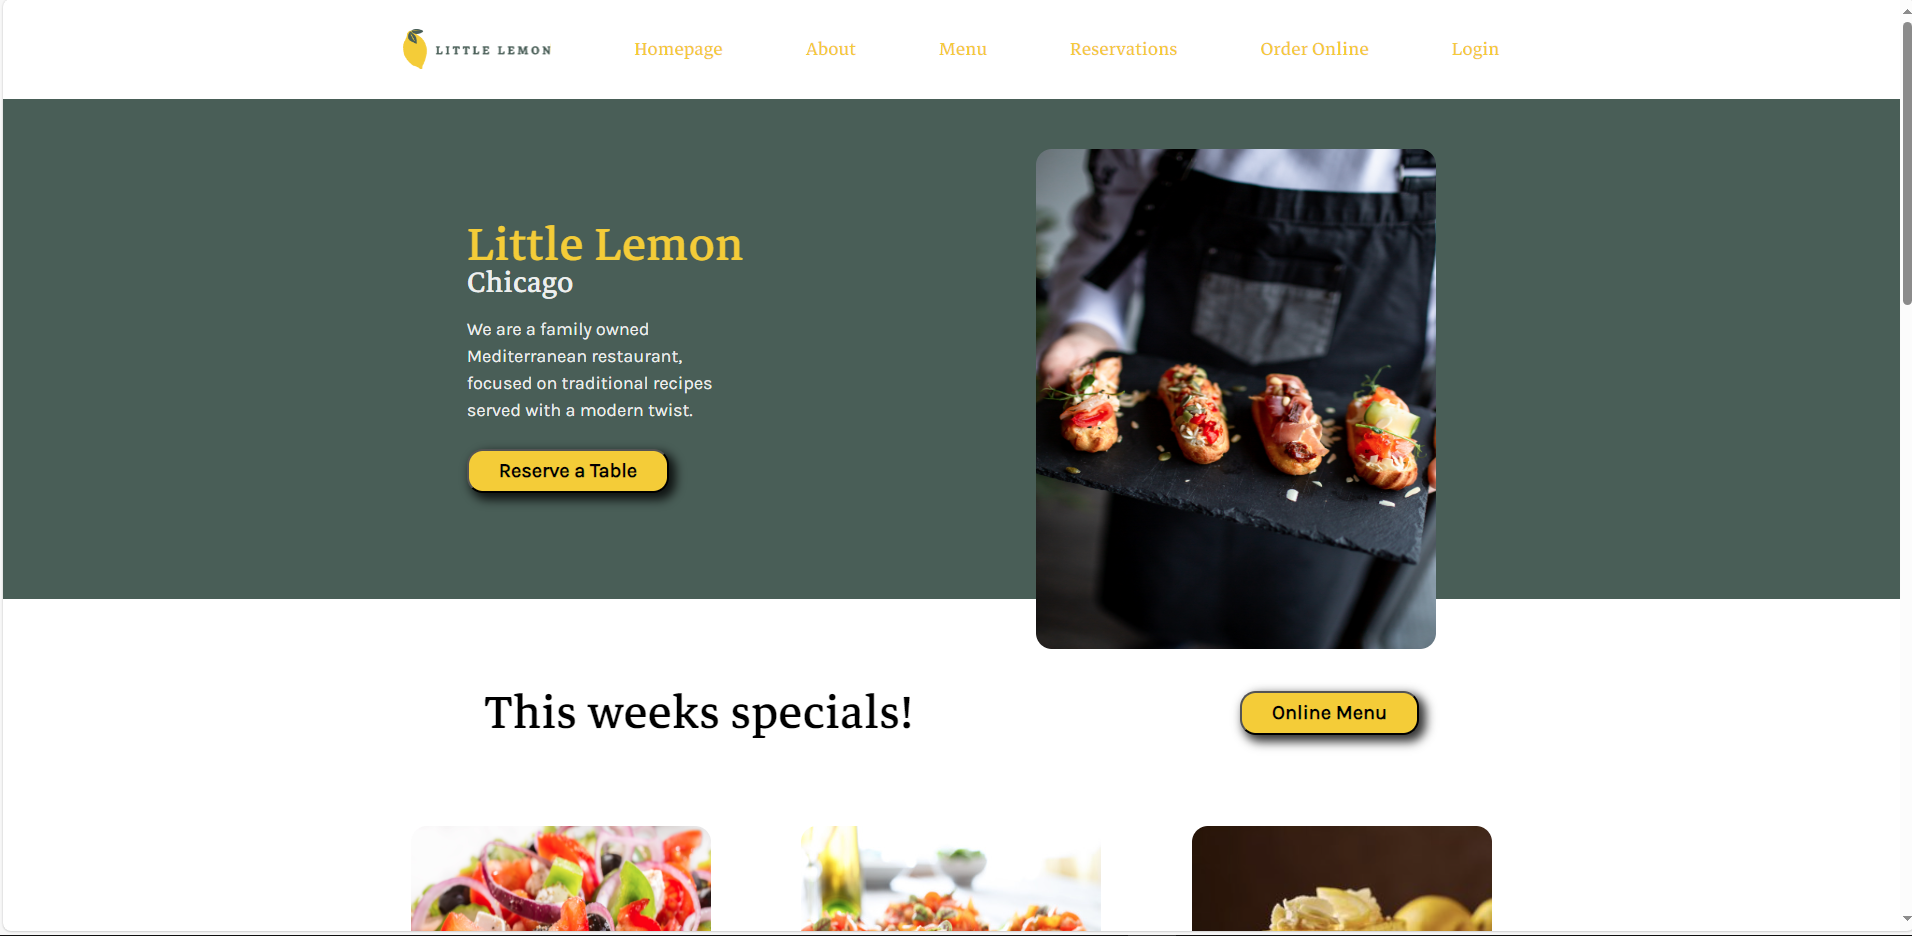 LITTLE LEMON
Homepage
About
Menu
Reservations
Order Online
Login
Little Lemon
Chicago
We are a family owned
Mediterranean restaurant,
focused on traditional recipes
served with a modern twist.
Reserve a Table
This weeks specials!
Online Menu